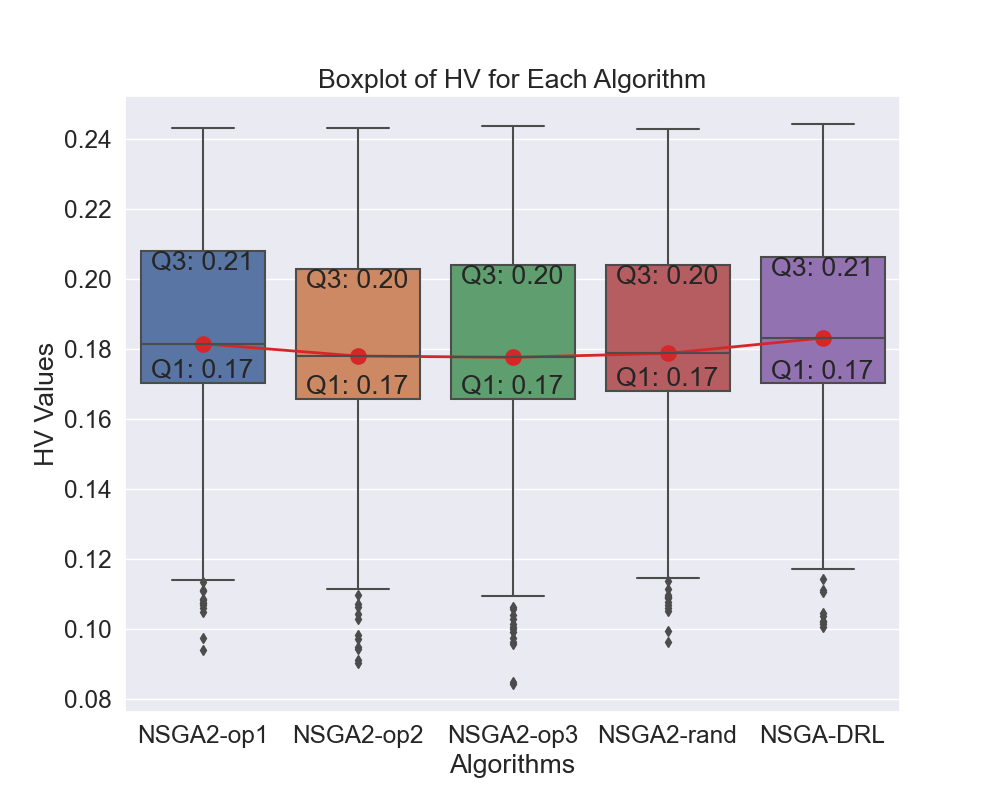 Boxplot of HV for Each Algorithm
HV Values
0.24
0.22
0.20
0.18
0.16
0.14
0.12
0.10
0.08
Q3: 0.21
Q3: 0.20
Q3: 0.20
Q3: 0.20
Q3: 0.21
Q1: 0.17
Q1: 0.17
Q1: 0.17
Q1: 0.17
Q1: 0.17
NSGA2-op1
NSGA2-op2
NSGA2-op3
NSGA2-rand
NSGA-DRL
Algorithms